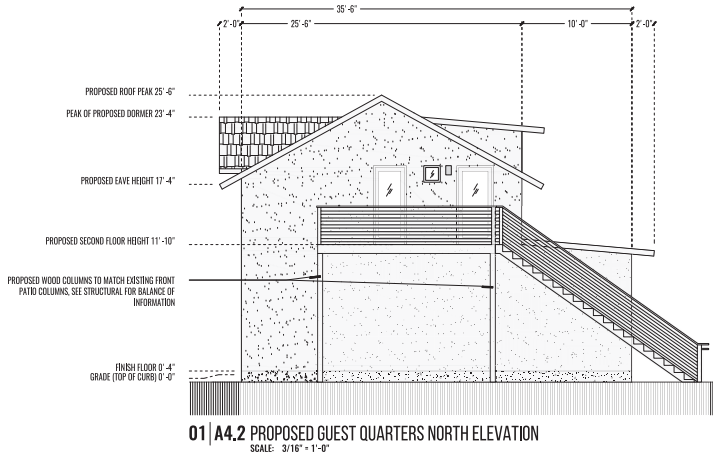 35'-6"
2'-0" 25'-6" 10'-0" 2'-0"
PROPOSED ROOF PEAK 25'-6"
PEAK OF PROPOSED DORMER 23'-4"
PROPOSED EAVE HEIGHT 17'-4"
PROPOSED SECOND FLOOR HEIGHT 11'-10"
PROPOSED WOOD COLUMNS TO MATCH EXISTING FRONT
PATIO COLUMNS, SEE STRUCTURAL FOR BALANCE OF
INFORMATION
FINISH FLOOR 0'-4"
GRADE (TOP OF CURB) 0'-0"
01 A4.2 PROPOSED GUEST QUARTERS NORTH ELEVATION
SCALE: 3/16" = 1'-0"